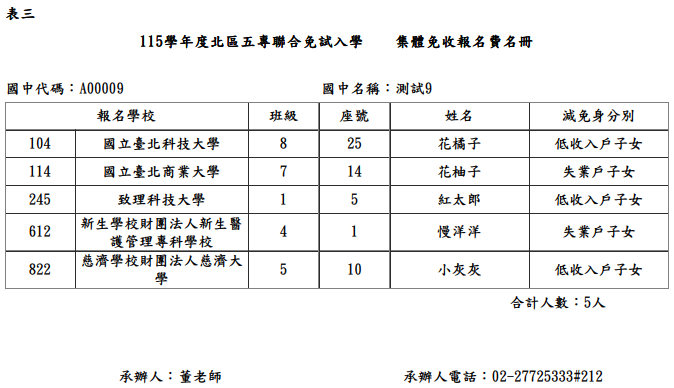 表三
115學年度北區五專聯合免試入學 集體免收報名費名冊
國中代碼：A00009 國中名稱：測試9
報名學校 班級 座號 姓名 減免身分別
104 國立臺北科技大學 8 25 花橘子 低收入戶子女
114 國立臺北商業大學 7 14 花柚子 失業戶子女
245 致理科技大學 1 5 紅太郎 低收入戶子女
612 新生學校財團法人新生醫
護管理專科學校 4 1 慢洋洋 失業戶子女
822 慈濟學校財團法人慈濟大
學 5 10 小灰灰 低收入戶子女
合計人數：5人
承辦人：董老師 承辦人電話：02-27725333#212